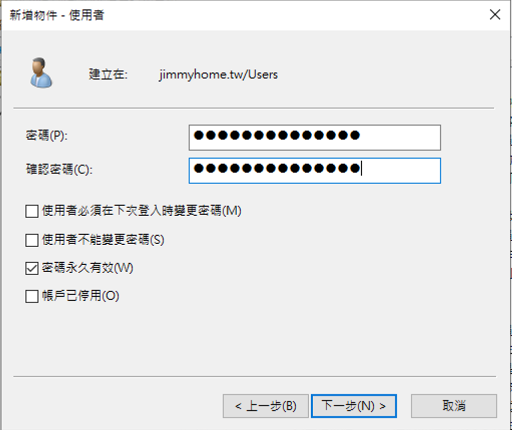 新增物件 - 使用者
建立在: jimmyhome.tw/Users
密碼(P): ●●●●●●●●●●●●●●
確認密碼(C): ●●●●●●●●●●●●●●
使用者必須在下次登入時變更密碼(M)
使用者不能變更密碼(S)
密碼永久有效(W)
帳戶已停用(O)
< 上一步(B) 下一步(N) > 取消